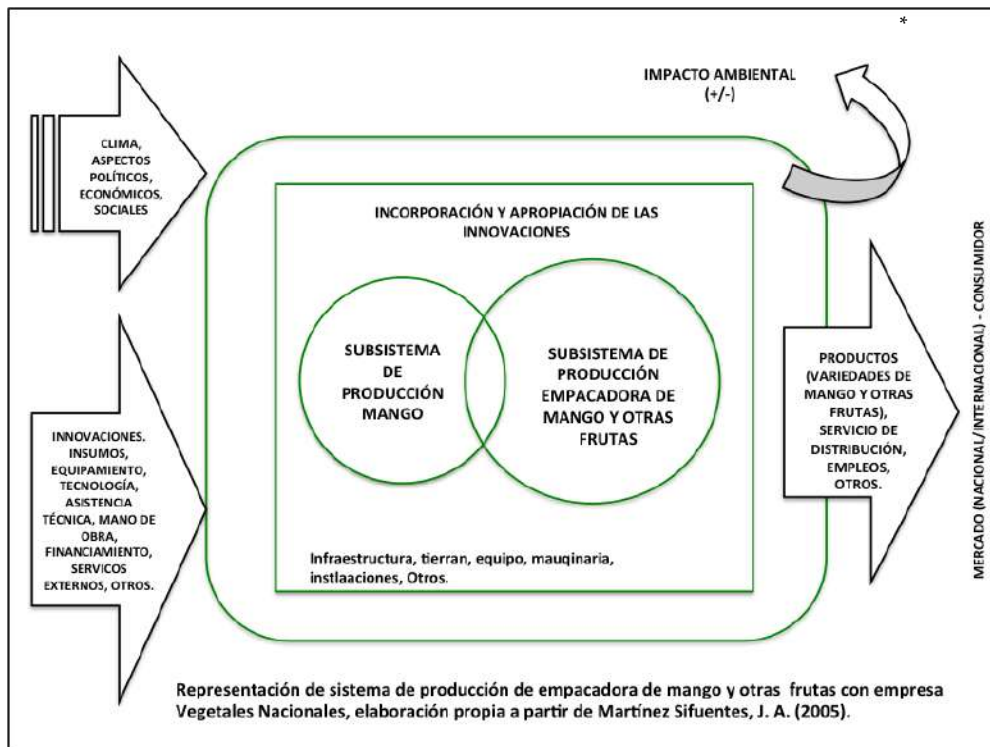 *
IMPACTO AMBIENTAL
(+/-)
CLIMA,
ASPECTOS
POLÍTICOS,
ECONÓMICOS,
SOCIALES
INCORPORACIÓN Y APROPIACIÓN DE LAS
INNOVACIONES
SUBSISTEMA
DE
PRODUCCIÓN
MANGO
SUBSISTEMA DE
PRODUCCIÓN
EMPACADORA DE
MANGO Y OTRAS
FRUTAS
INNOVACIONES.
INSUMOS,
EQUIPAMIENTO,
TECNOLOGÍA,
ASISTENCIA
TÉCNICA, MANO DE
OBRA,
FINANCIAMIENTO,
SERVICOS
EXTERNOS, OTROS.
Infraestructura, tierran, equipo, mauqinaria,
instlaaciones, Otros.
PRODUCTOS
(VARIEDADES DE
MANGO Y OTRAS
FRUTAS),
SERVICIO DE
DISTRIBUCIÓN,
EMPLEOS,
OTROS.
MERCADO (NACIONAL/INTERNACIONAL) - CONSUMIDOR
Representación de sistema de producción de empacadora de mango y otras frutas con empresa
Vegetales Nacionales, elaboración propia a partir de Martínez Sifuentes, J. A. (2005).